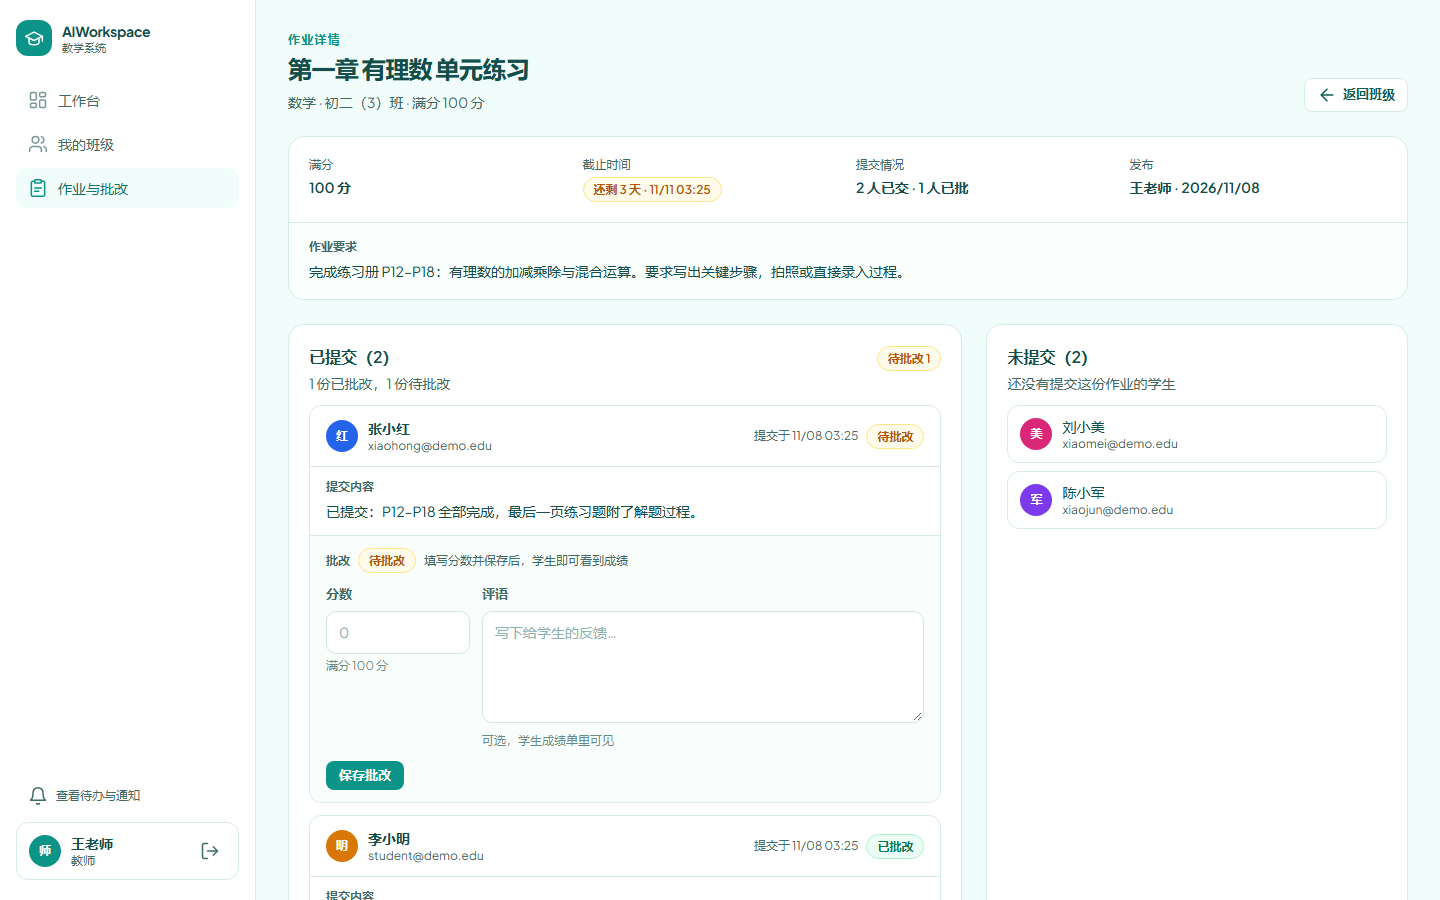 AIWorkspace
教学系统
工作台
我的班级
作业与批改
查看待办与通知
师
王老师
教师
作业详情
第一章 有理数 单元练习
数学 · 初二（3）班 · 满分 100 分
返回班级
满分
100 分
截止时间
还剩 3 天 · 11/11 03:25
提交情况
2 人已交 · 1 人已批
发布
王老师 · 2026/11/08
作业要求
完成练习册 P12–P18：有理数的加减乘除与混合运算。要求写出关键步骤，拍照或直接录入过程。
已提交（2）
1 份已批改，1 份待批改
待批改 1
红
张小红
xiaohong@demo.edu
提交于 11/08 03:25
待批改
提交内容
已提交：P12–P18 全部完成，最后一页练习题附了解题过程。
批改
待批改
填写分数并保存后，学生即可看到成绩
分数
0
满分 100 分
评语
写下给学生的反馈...
可选，学生成绩单里可见
保存批改
明
李小明
student@demo.edu
提交于 11/08 03:25
已批改
提交内容
未提交（2）
还没有提交这份作业的学生
美
刘小美
xiaomei@demo.edu
军
陈小军
xiaojun@demo.edu